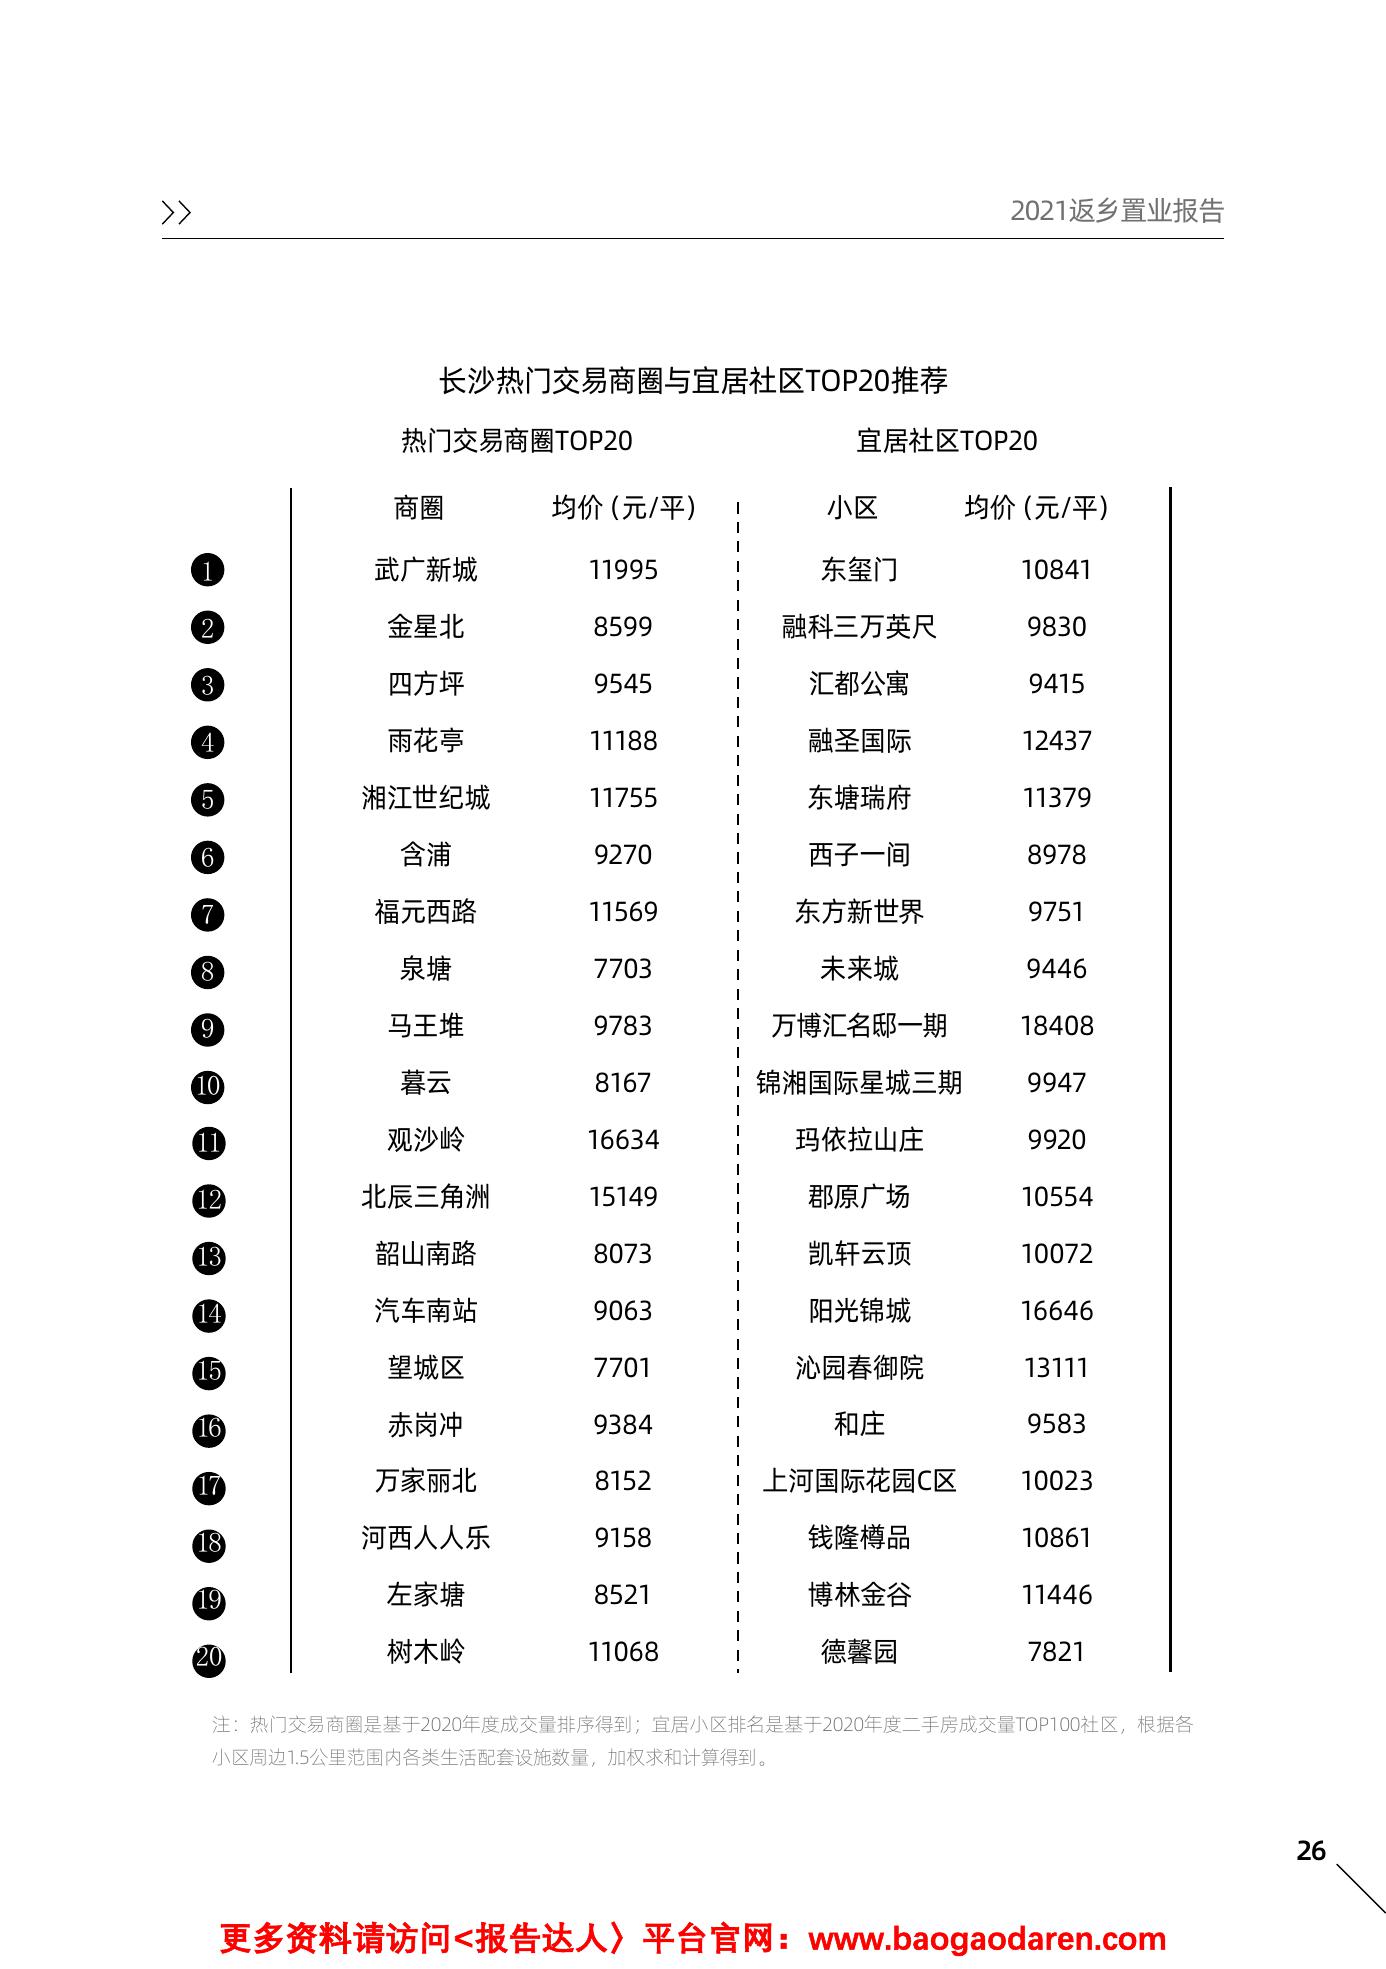 2021返乡置业报告
长沙热门交易商圈与宜居社区TOP20推荐
热门交易商圈TOP20 宜居社区TOP20
商圈 均价 (元/平) 小区 均价 (元/平)
1 武广新城 11995 东玺门 10841
2 金星北 8599 融科三万英尺 9830
3 四方坪 9545 汇都公寓 9415
4 雨花亭 11188 融圣国际 12437
5 湘江世纪城 11755 东塘瑞府 11379
6 含浦 9270 西子一间 8978
7 福元西路 11569 东方新世界 9751
8 泉塘 7703 未来城 9446
9 马王堆 9783 万博汇名邸一期 18408
10 暮云 8167 锦湘国际星城三期 9947
11 观沙岭 16634 玛依拉山庄 9920
12 北辰三角洲 15149 郡原广场 10554
13 韶山南路 8073 凯轩云顶 10072
14 汽车南站 9063 阳光锦城 16646
15 望城区 7701 沁园春御院 13111
16 赤岗冲 9384 和庄 9583
17 万家丽北 8152 上河国际花园C区 10023
18 河西人人乐 9158 钱隆樽品 10861
19 左家塘 8521 博林金谷 11446
20 树木岭 11068 德馨园 7821
注：热门交易商圈是基于2020年度成交量排序得到；宜居小区排名是基于2020年度二手房成交量TOP100社区，根据各
小区周边1.5公里范围内各类生活配套设施数量，加权求和计算得到。
26
更多资料请访问<报告达人〉平台官网：www.baogaodaren.com